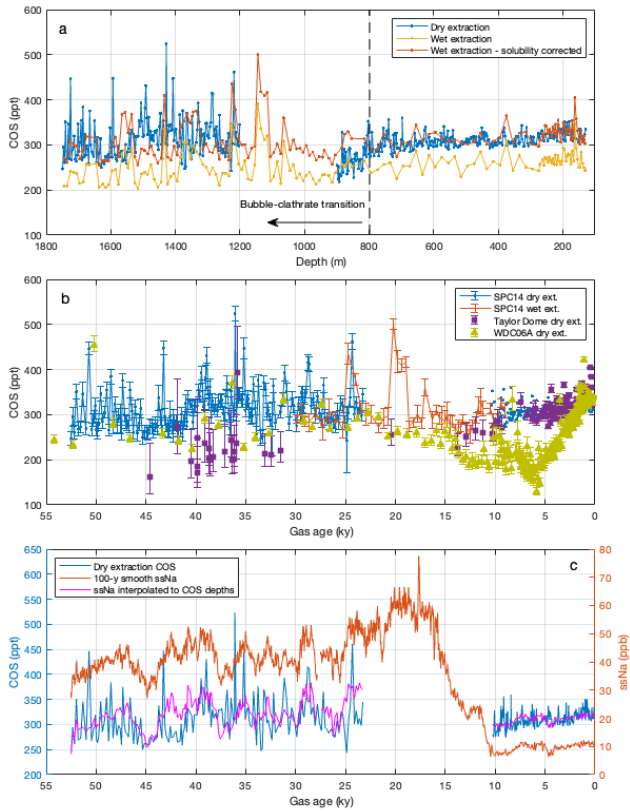 a
Dry extraction
Wet extraction
Wet extraction - solubility corrected
600
500
400
300
200
100
COS (ppt)
Bubble-clathrate transition
1800 1600 1400 1200 1000 800 600 400 200
Depth (m)
b
SPC14 dry ext.
SPC14 wet ext.
Taylor Dome dry ext.
WDC06A dry ext.
600
500
400
300
200
100
COS (ppt)
55 50 45 40 35 30 25 20 15 10 5 0
Gas age (ky)
c
Dry extraction COS
100-y smooth ssNa
ssNa interpolated to COS depths
650
600
550
500
450
400
350
300
250
200
COS (ppt)
80
70
60
50
40
30
20
10
0
ssNa (ppb)
55 50 45 40 35 30 25 20 15 10 5 0
Gas age (ky)